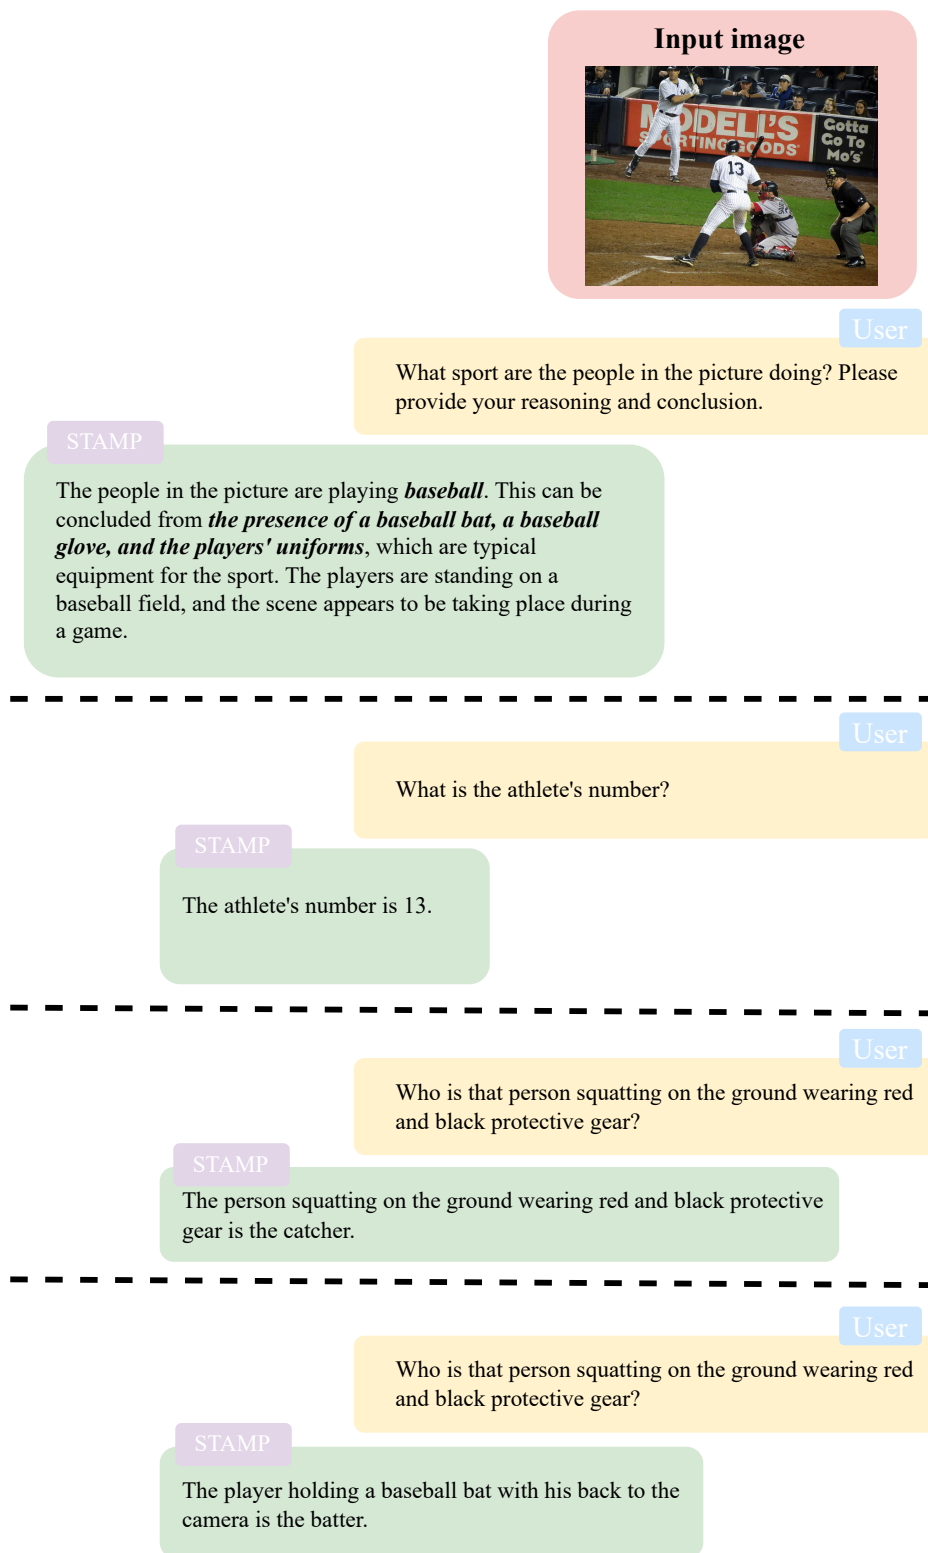 Input image
MODELL'S
SPORTING GOODS
Gotta
Go To
Mo's
13
User
What sport are the people in the picture doing? Please
provide your reasoning and conclusion.
STAMP
The people in the picture are playing baseball. This can be
concluded from the presence of a baseball bat, a baseball
glove, and the players' uniforms, which are typical
equipment for the sport. The players are standing on a
baseball field, and the scene appears to be taking place during
a game.
User
What is the athlete's number?
STAMP
The athlete's number is 13.
User
Who is that person squatting on the ground wearing red
and black protective gear?
STAMP
The person squatting on the ground wearing red and black protective
gear is the catcher.
User
Who is that person squatting on the ground wearing red
and black protective gear?
STAMP
The player holding a baseball bat with his back to the
camera is the batter.